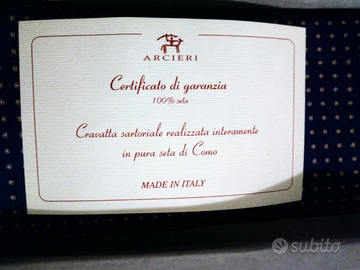 ARCIERI
Certificato di garanzia
100% seta
Cravatta sartoriale realizzata interamente
in pura seta di Como
MADE IN ITALY
subito